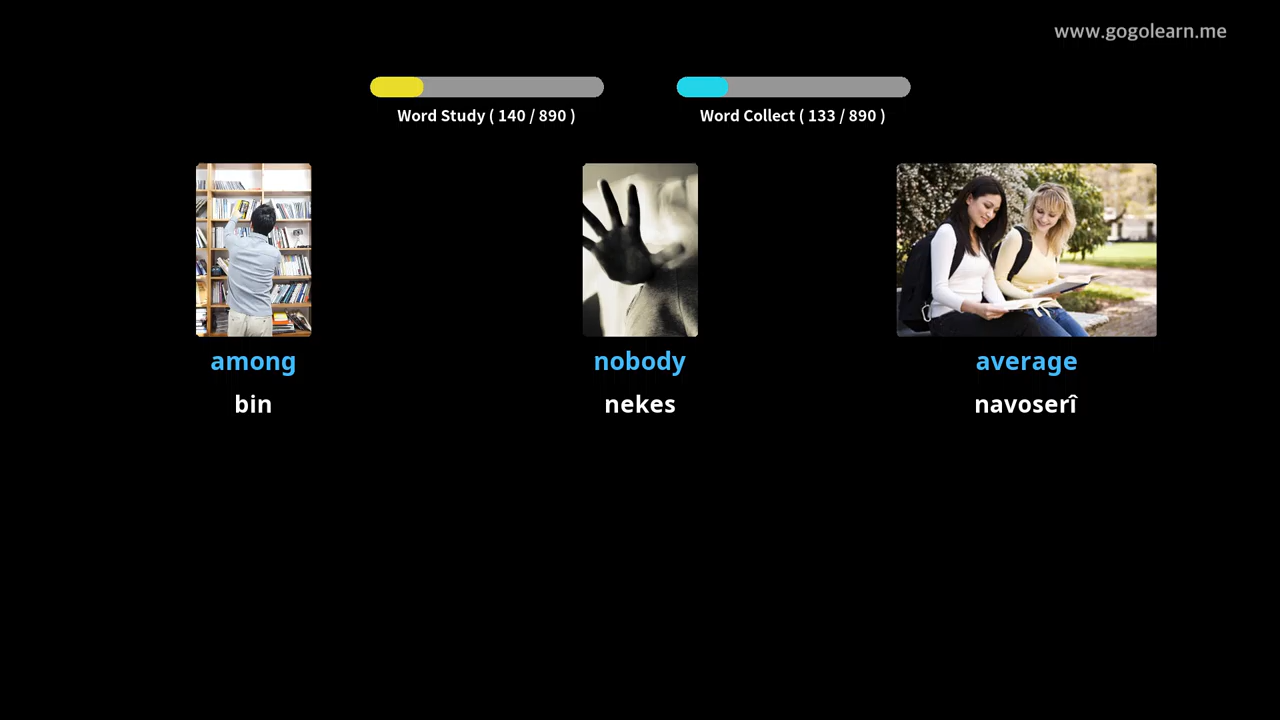 www.gogolearn.me
Word Study ( 140 / 890 )
Word Collect ( 133 / 890 )
among
nobody
average
bin
nekes
navoserî